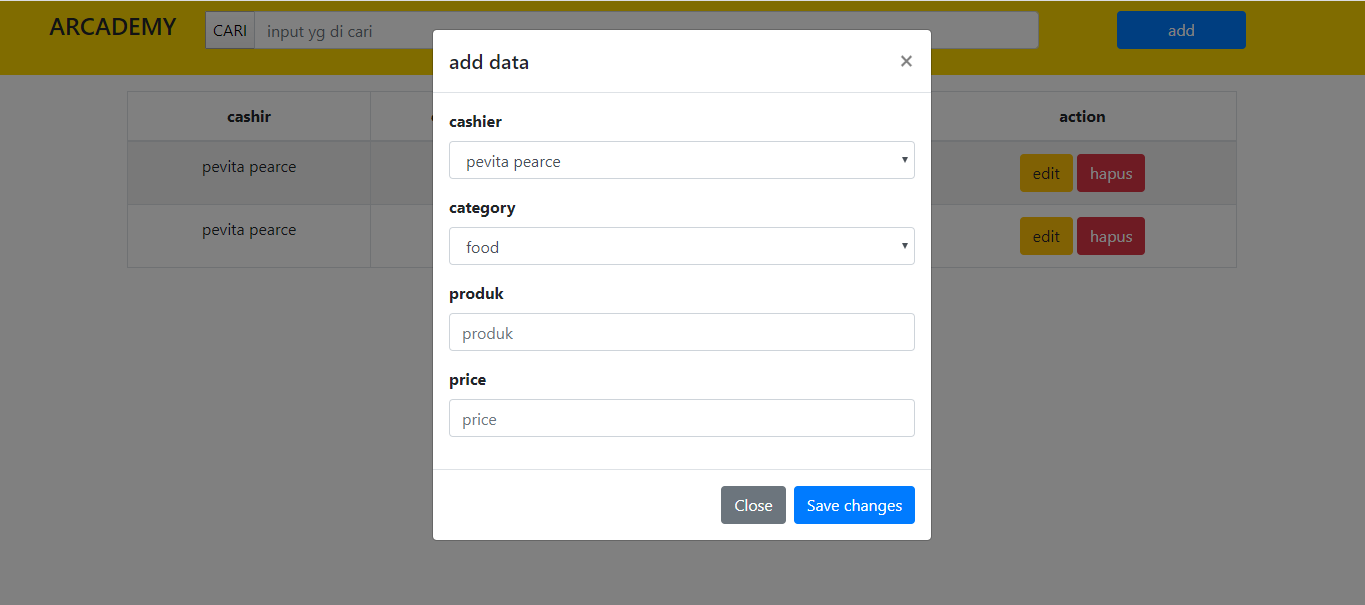 ARCADEMY CARI input yg di cari add
add data ×
cashir action
cashier
pevita pearce
pevita pearce edit hapus
category
food
pevita pearce edit hapus
produk
produk
price
price
Close Save changes